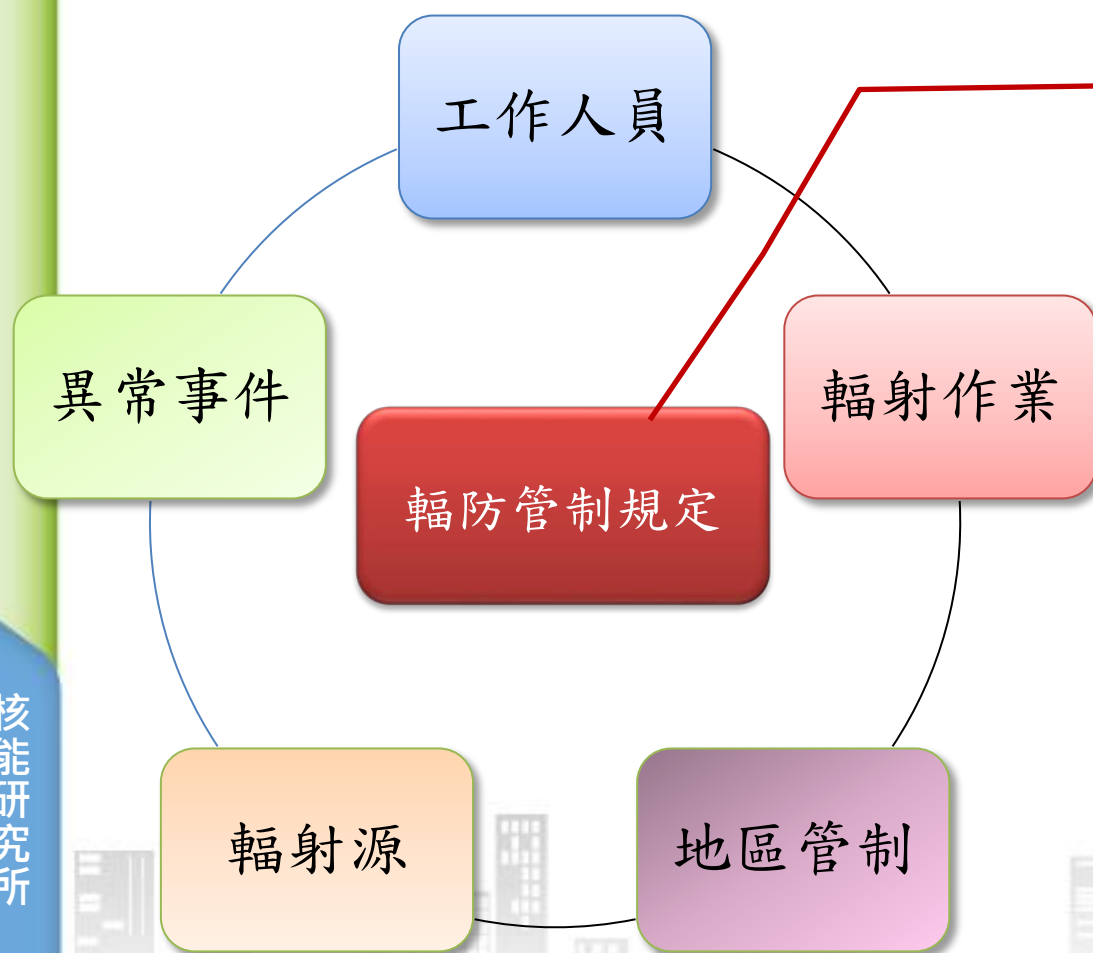 工作人員
異常事件
輻射作業
輻防管制規定
輻射源
地區管制
核能研究所